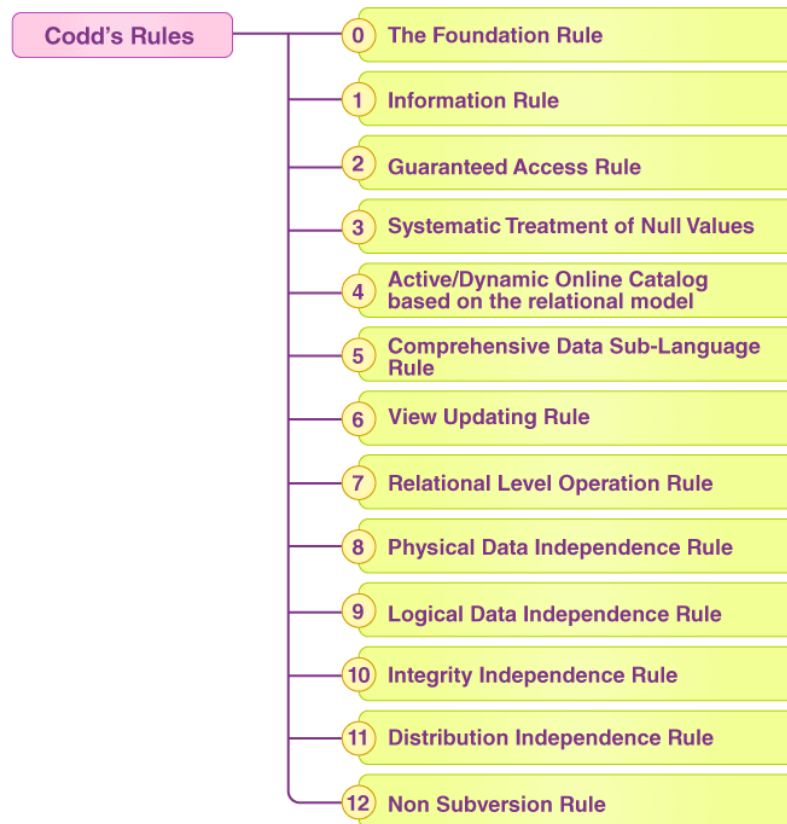 Codd's Rules
0 The Foundation Rule
1 Information Rule
2 Guaranteed Access Rule
3 Systematic Treatment of Null Values
4 Active/Dynamic Online Catalog
based on the relational model
5 Comprehensive Data Sub-Language
Rule
6 View Updating Rule
7 Relational Level Operation Rule
8 Physical Data Independence Rule
9 Logical Data Independence Rule
10 Integrity Independence Rule
11 Distribution Independence Rule
12 Non Subversion Rule